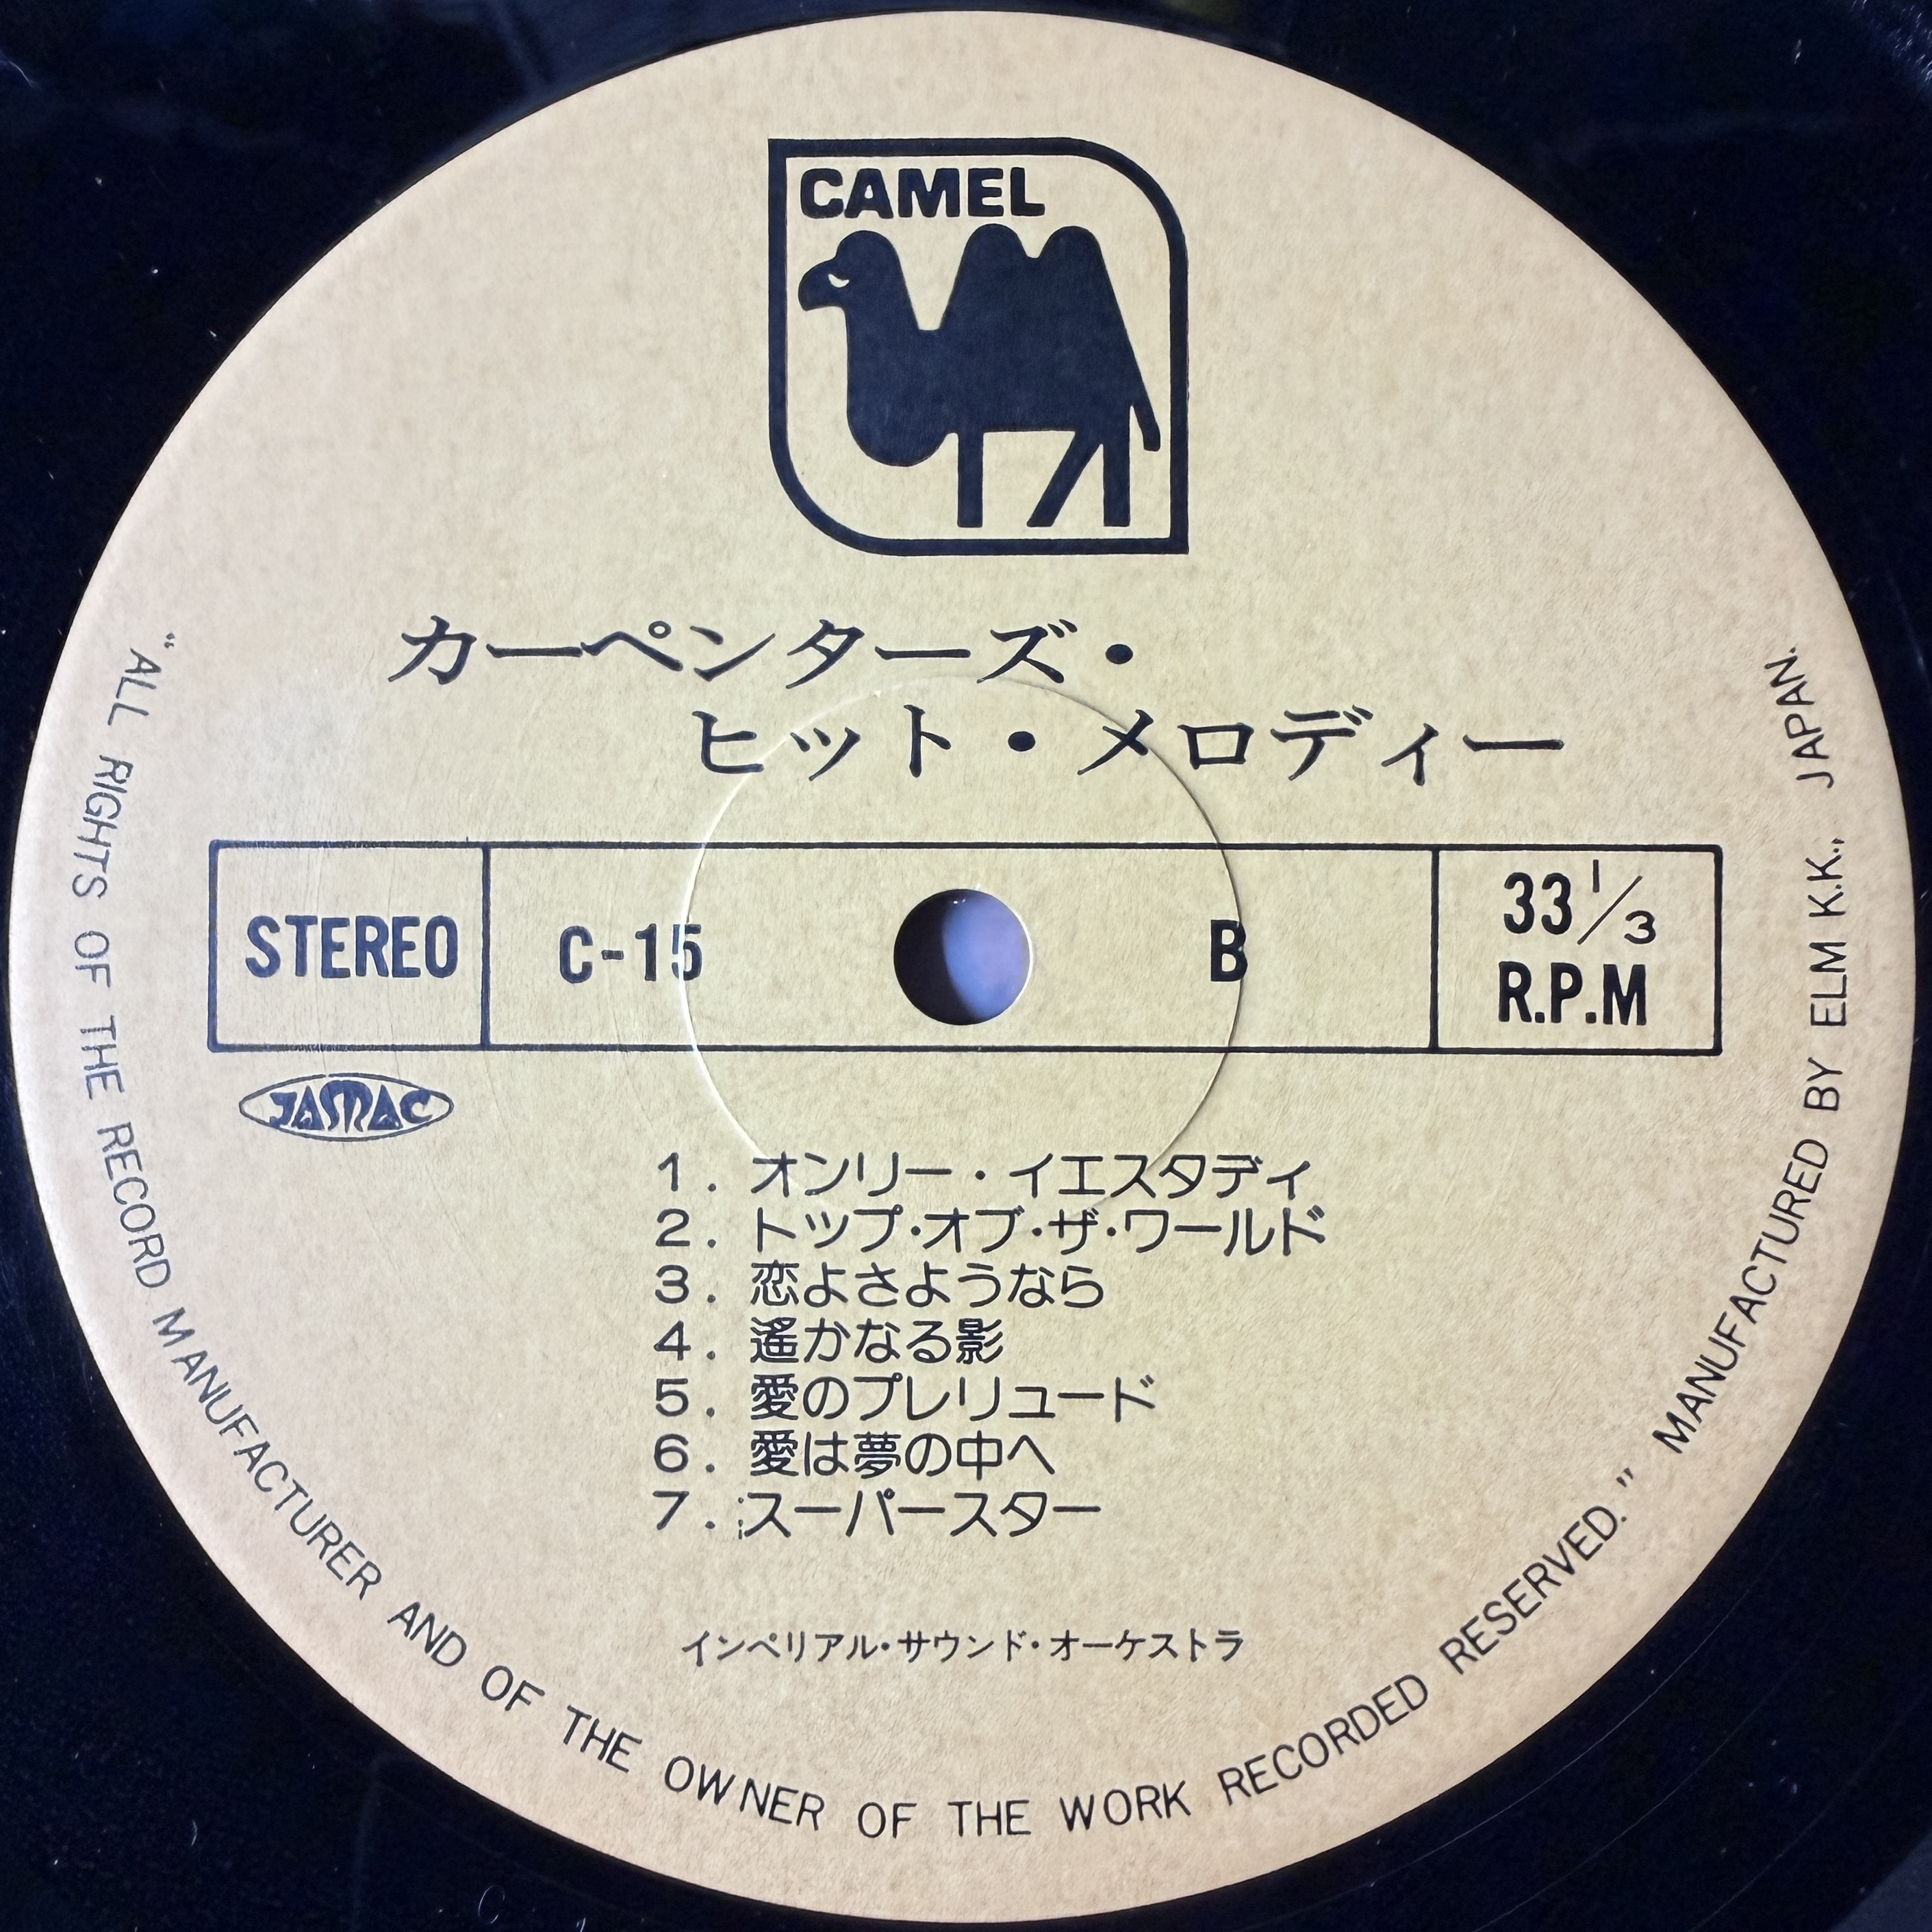 CAMEL
カーペンターズ・
ヒット・メロディー
STEREO
C-15
B
33 1/3
R.P.M
JASRAC
1. オンリー・イエスタディ
2. トップ・オブ・ザ・ワールド
3. 恋よさようなら
4. 遙かなる影
5. 愛のプレリュード
6. 愛は夢の中へ
7. スーパースター
インペリアル・サウンド・オーケストラ
"ALL RIGHTS OF THE RECORD MANUFACTURER AND OF THE OWNER OF THE WORK RECORDED RESERVED." MANUFACTURED BY ELM K.K., JAPAN.